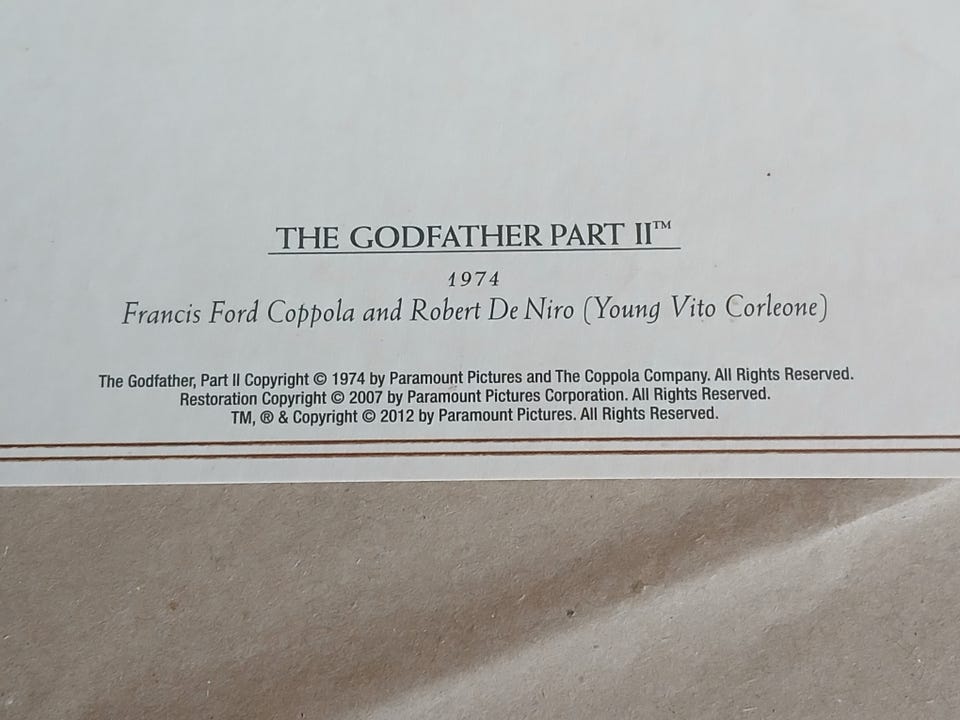 THE GODFATHER PART II™
1974
Francis Ford Coppola and Robert De Niro (Young Vito Corleone)
The Godfather, Part II Copyright © 1974 by Paramount Pictures and The Coppola Company. All Rights Reserved.
Restoration Copyright © 2007 by Paramount Pictures Corporation. All Rights Reserved.
TM, ® & Copyright © 2012 by Paramount Pictures. All Rights Reserved.